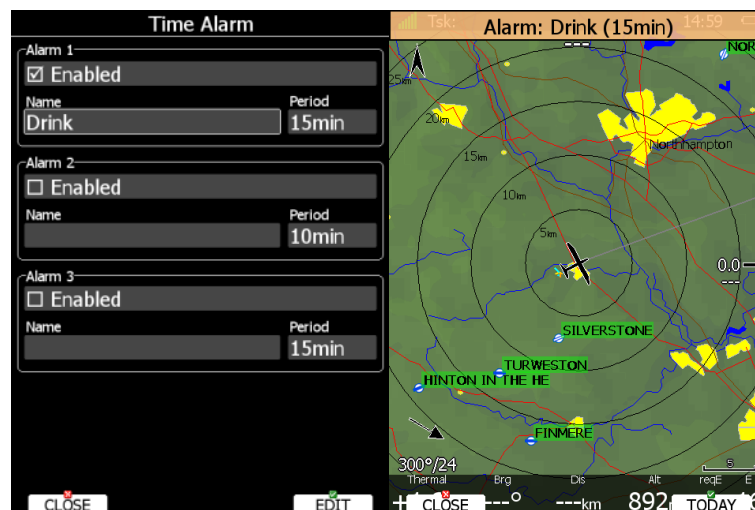 Time Alarm
Alarm 1
Enabled
Name Period
Drink 15min
Alarm 2
Enabled
Name Period
10min
Alarm 3
Enabled
Name Period
15min
CLOSE EDIT
Tsk: 14:59
Alarm: Drink (15min)
---
NOR
25km
20km
Northhampton
15km
10km
5km
0.0
---
SILVERSTONE
TURWESTON
HINTON IN THE HE
FINMERE
300°/24
5
Thermal Brg Dis Alt reqE E
---° ---km 892
CLOSE TODAY